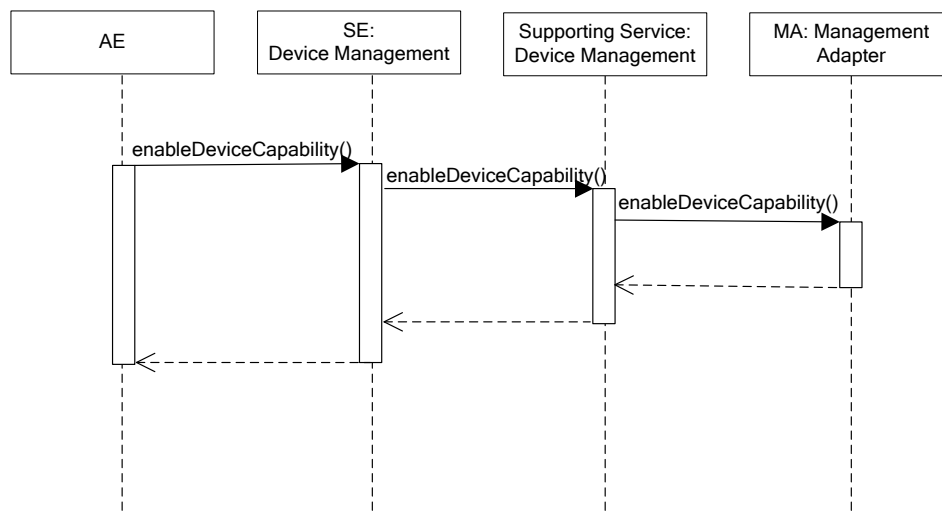 AE
SE:
Device Management
Supporting Service:
Device Management
MA: Management
Adapter
enableDeviceCapability()
enableDeviceCapability()
enableDeviceCapability()